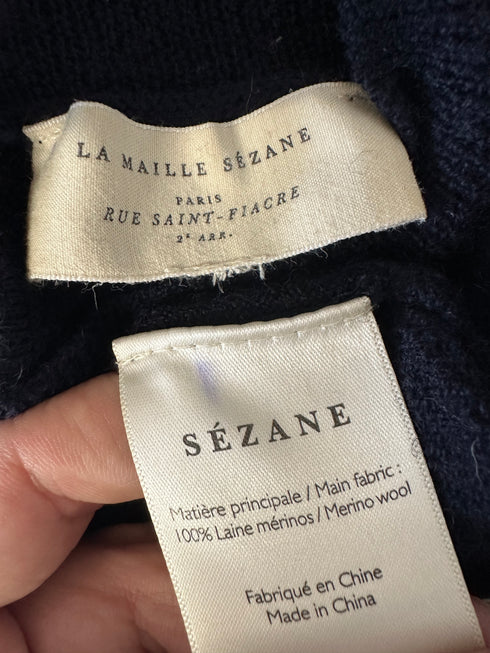 LA MAILLE SÉZANE
PARIS
RUE SAINT-FIACRE
2e ARR.
SÉZANE
Matière principale / Main fabric :
100% Laine mérinos / Merino wool
Fabriqué en Chine
Made in China